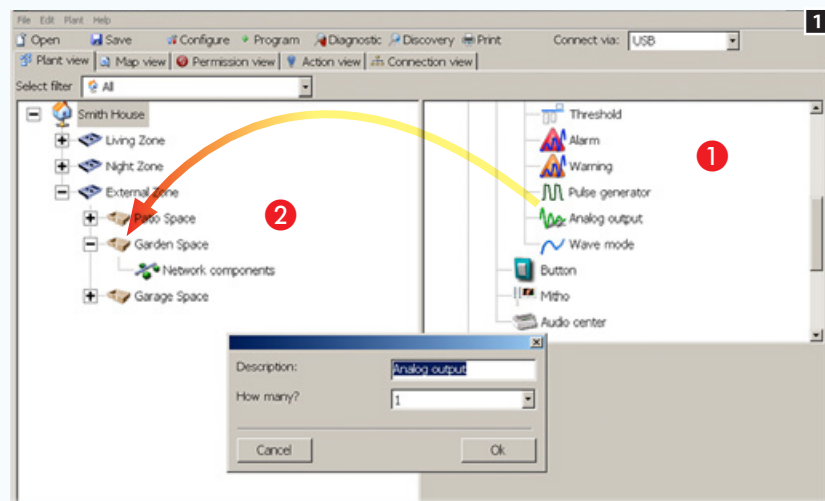 File Edit Plant Help
1
Open Save Configure Program Diagnostic Discovery Print Connect via: USB
Plant view Map view Permission view Action view Connection view
Select filter All
Smith House
Living Zone
Night Zone
External Zone
Patio Space
Garden Space
Network components
Garage Space
2
Threshold
Alarm
Warning
Pulse generator
Analog output
Wave mode
Button
Mitho
Audio center
1
Description: Analog output
How many? 1
Cancel Ok